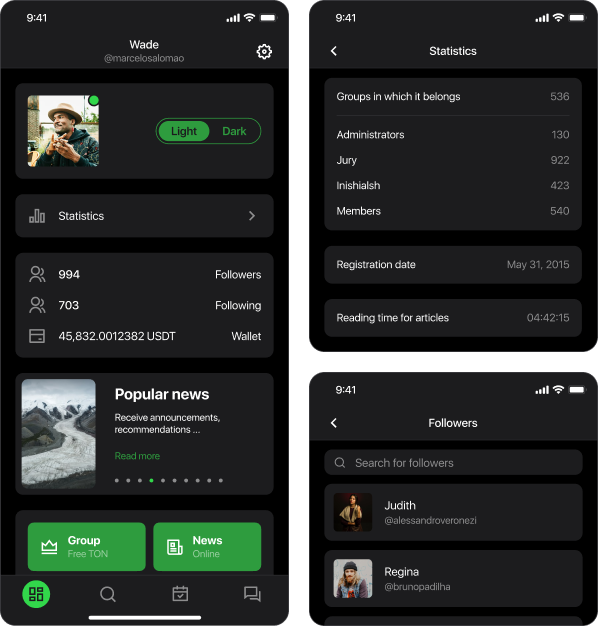 9:41
Wade
@marcelosalomao
Light Dark
Statistics
994 Followers
703 Following
45,832.0012382 USDT Wallet
Popular news
Receive announcements,
recommendations ...
Read more
Group
Free TON
News
Online
9:41
Statistics
Groups in which it belongs 536
Administrators 130
Jury 922
Inishialsh 423
Members 540
Registration date May 31, 2015
Reading time for articles 04:42:15
9:41
Followers
Search for followers
Judith
@alessandroveronezi
Regina
@brunopadilha